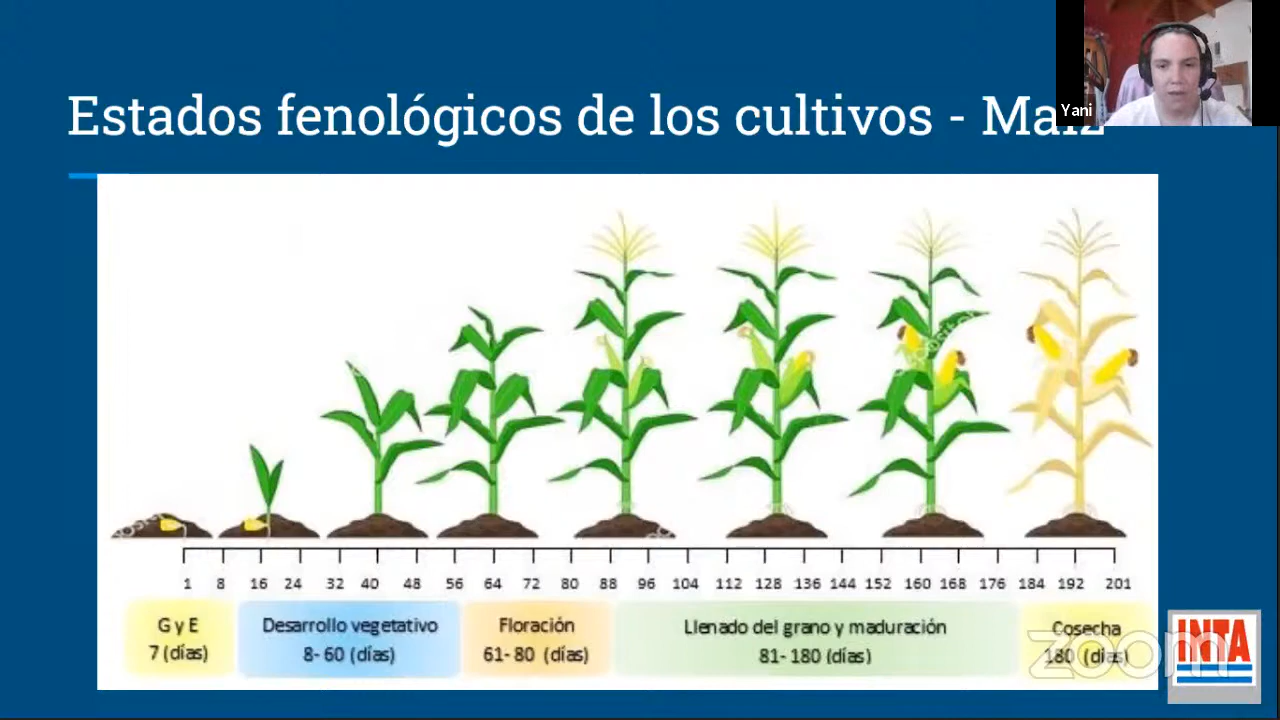 Estados fenológicos de los cultivos - Maíz
Yani
1 8 16 24 32 40 48 56 64 72 80 88 96 104 112 128 136 144 152 160 168 176 184 192 201
G y E
7 (días)
Desarrollo vegetativo
8- 60 (días)
Floración
61- 80 (días)
Llenado del grano y maduración
81- 180 (días)
Cosecha
180 (días)
zoom
INTA